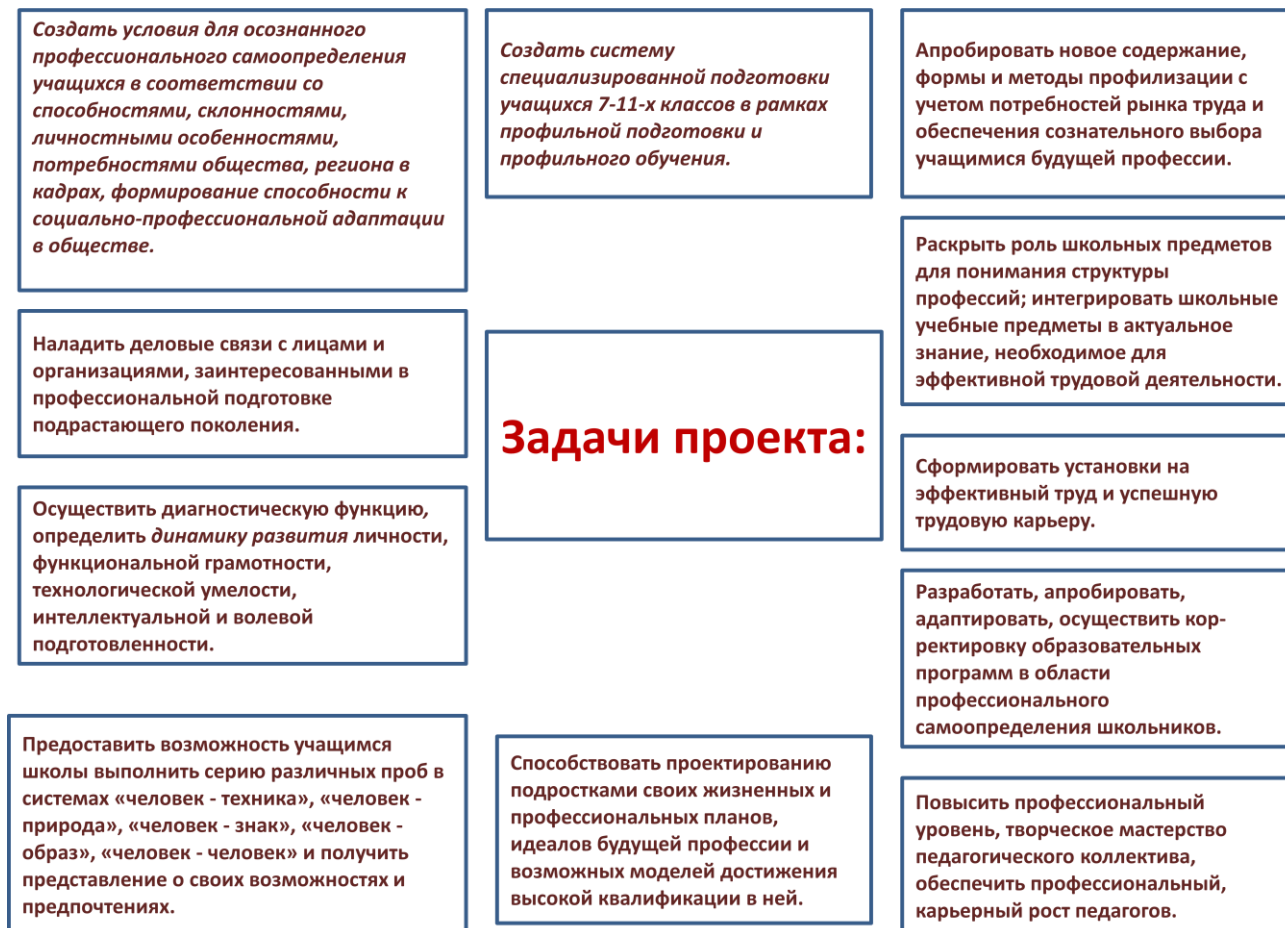 Создать условия для осознанного
профессионального самоопределения
учащихся в соответствии со
способностями, склонностями,
личностными особенностями,
потребностями общества, региона в
кадрах, формирование способности к
социально-профессиональной адаптации
в обществе.
Создать систему
специализированной подготовки
учащихся 7-11-х классов в рамках
профильной подготовки и
профильного обучения.
Апробировать новое содержание,
формы и методы профилизации с
учетом потребностей рынка труда и
обеспечения сознательного выбора
учащимися будущей профессии.
Раскрыть роль школьных предметов
для понимания структуры
профессий; интегрировать школьные
учебные предметы в актуальное
знание, необходимое для
эффективной трудовой деятельности.
Наладить деловые связи с лицами и
организациями, заинтересованными в
профессиональной подготовке
подрастающего поколения.
Задачи проекта:
Сформировать установки на
эффективный труд и успешную
трудовую карьеру.
Осуществить диагностическую функцию,
определить динамику развития личности,
функциональной грамотности,
технологической умелости,
интеллектуальной и волевой
подготовленности.
Разработать, апробировать,
адаптировать, осуществить кор-
ректировку образовательных
программ в области
профессионального
самоопределения школьников.
Предоставить возможность учащимся
школы выполнить серию различных проб в
системах «человек - техника», «человек -
природа», «человек - знак», «человек -
образ», «человек - человек» и получить
представление о своих возможностях и
предпочтениях.
Способствовать проектированию
подростками своих жизненных и
профессиональных планов,
идеалов будущей профессии и
возможных моделей достижения
высокой квалификации в ней.
Повысить профессиональный
уровень, творческое мастерство
педагогического коллектива,
обеспечить профессиональный,
карьерный рост педагогов.